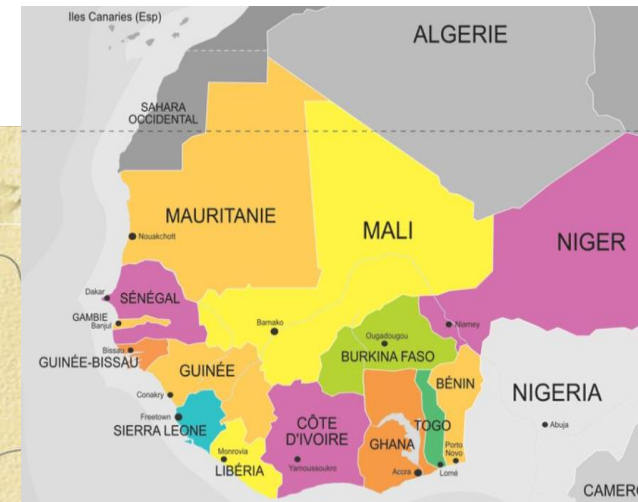 Iles Canaries (Esp)
ALGERIE
SAHARA
OCCIDENTAL
MAURITANIE
Nouakchott
MALI
NIGER
Dakar
SÉNÉGAL
GAMBIE
Banjul
Bamako
Niamey
Ougadougou
BURKINA FASO
Bissau
GUINÉE-BISSAU
GUINÉE
BÉNIN
NIGERIA
Conakry
Freetown
SIERRA LEONE
CÔTE
D'IVOIRE
TOGO
GHANA
Abuja
Monrovia
LIBÉRIA
Yamoussoukro
Porto
Novo
Accra
Lomé
CAMERO